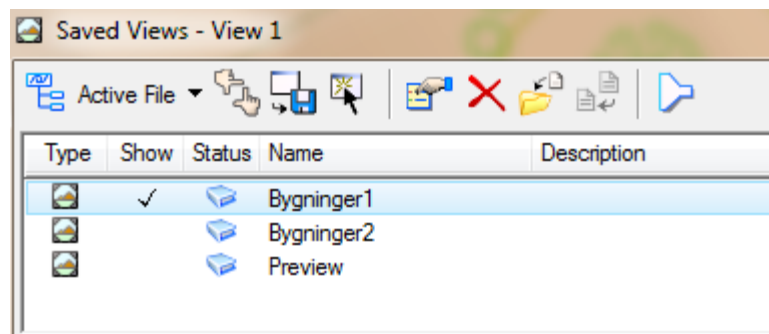 Saved Views - View 1
Active File
Type Show Status Name Description
Bygninger1
Bygninger2
Preview